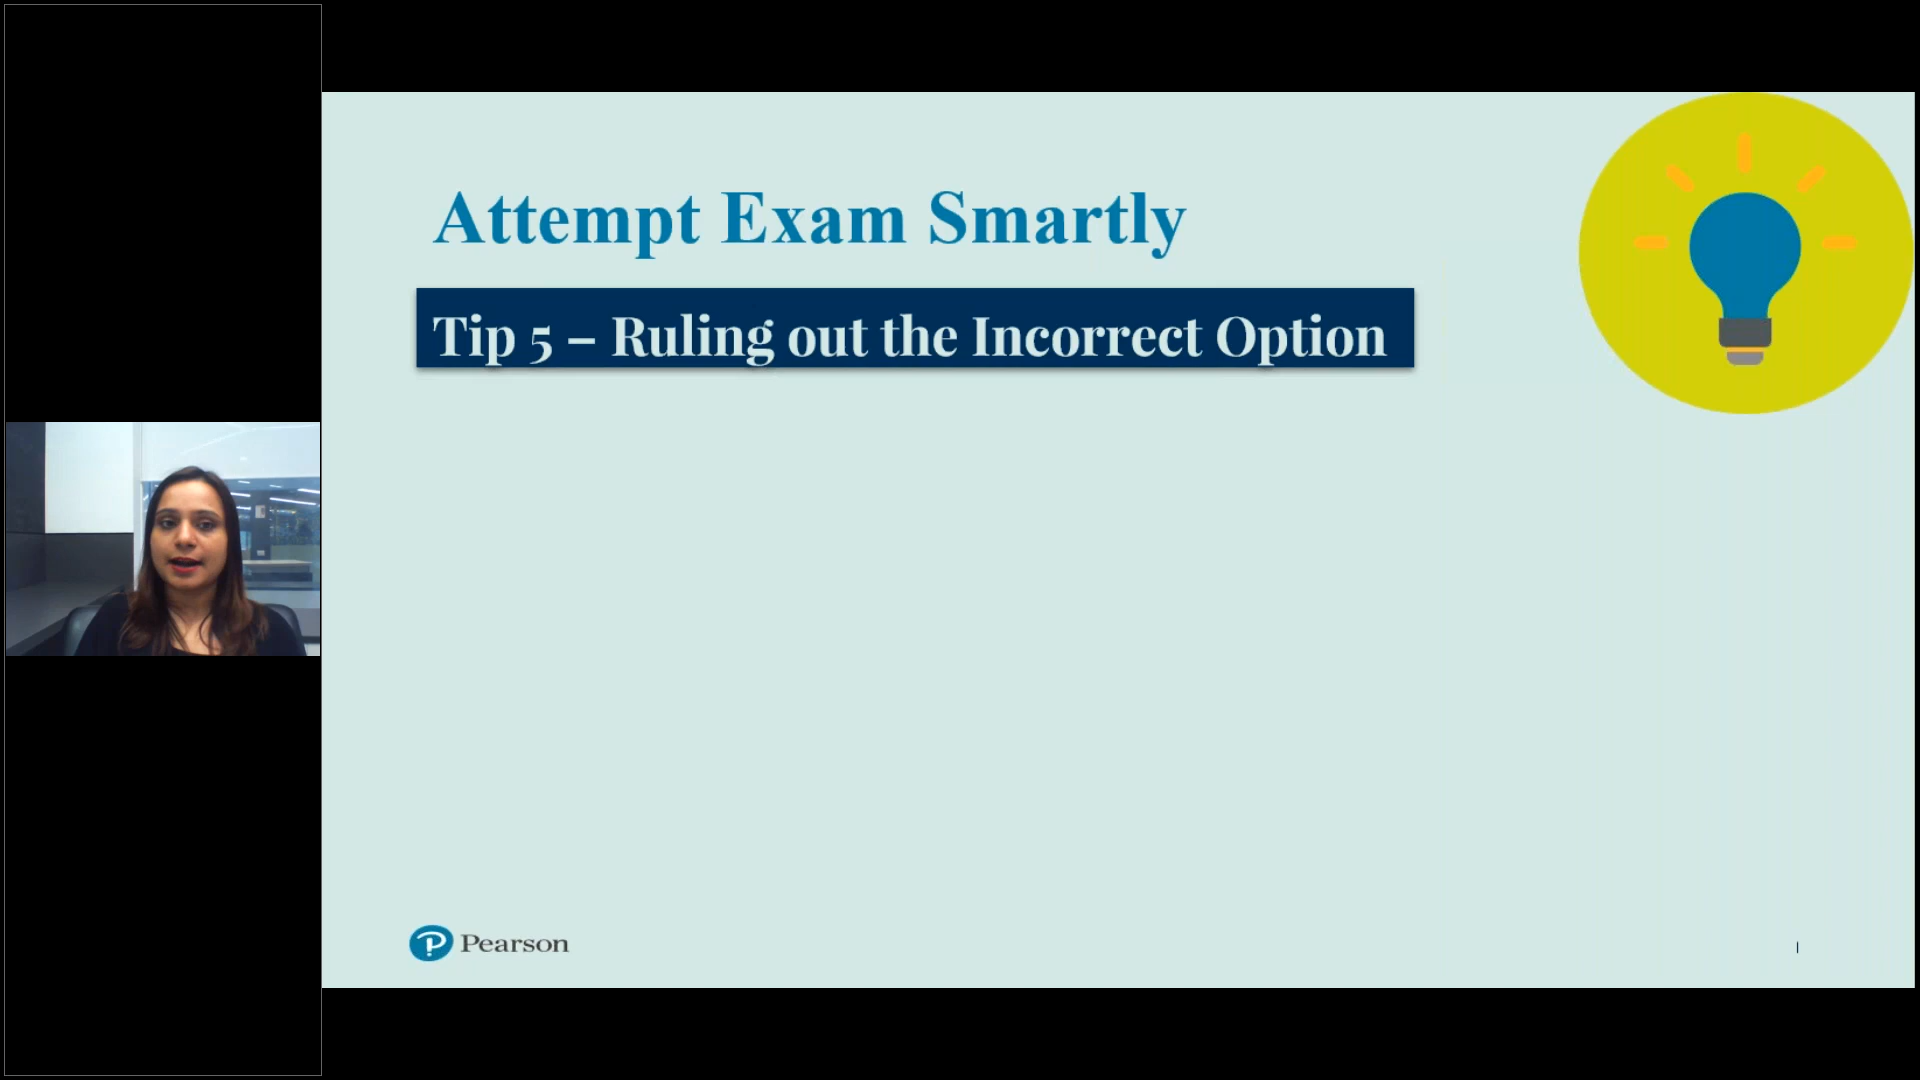 Attempt Exam Smartly
Tip 5 – Ruling out the Incorrect Option
Pearson